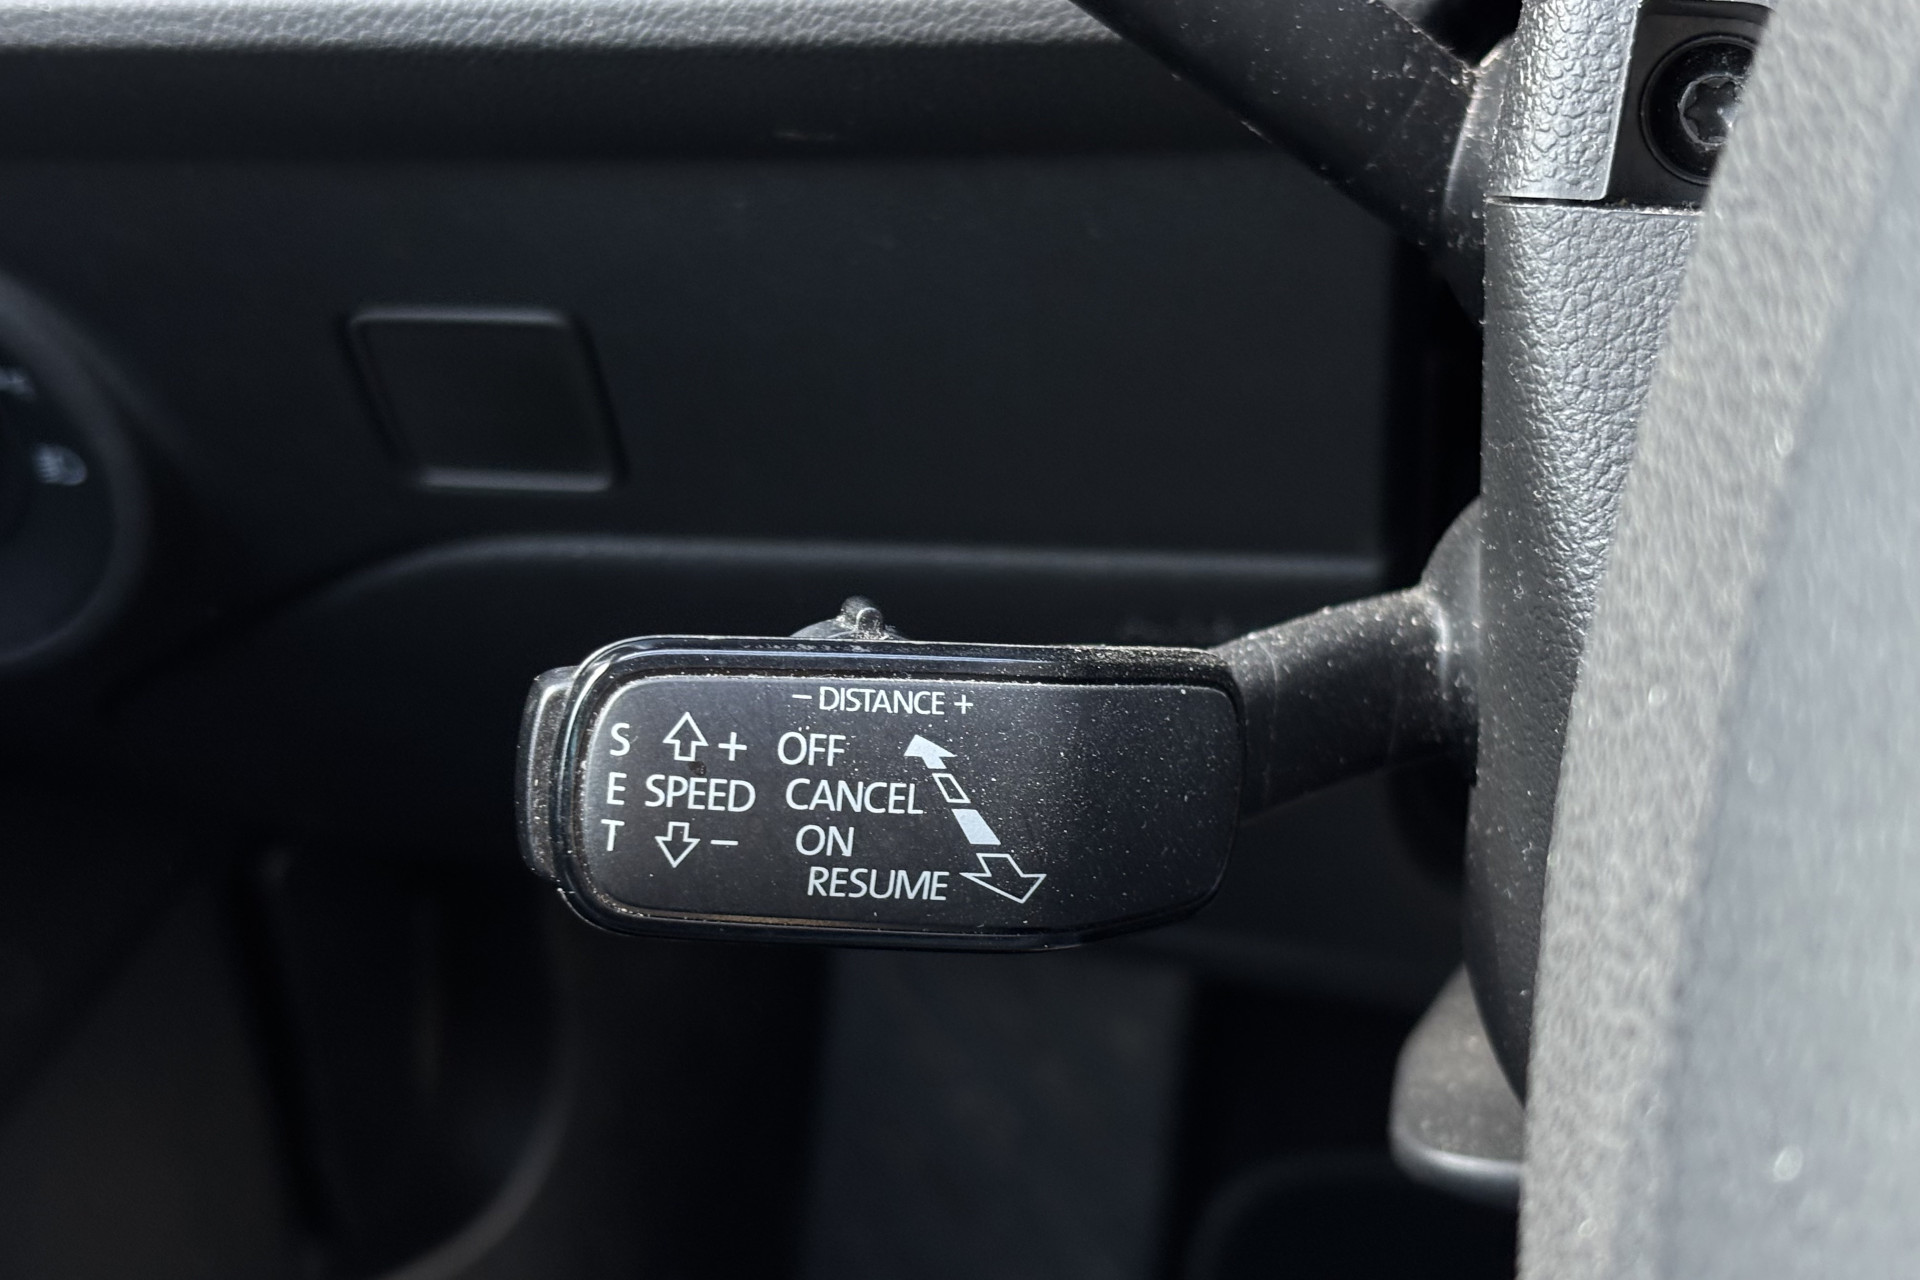 – DISTANCE +
S + OFF
E SPEED CANCEL
T – ON
RESUME